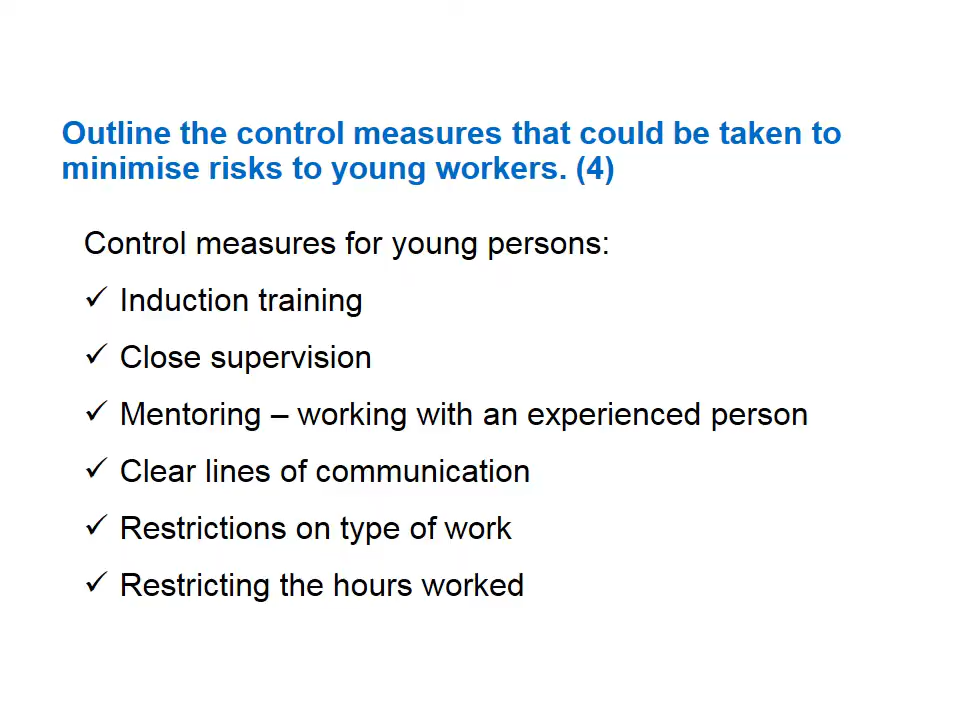 Outline the control measures that could be taken to
minimise risks to young workers. (4)
Control measures for young persons:
✓ Induction training
✓ Close supervision
✓ Mentoring – working with an experienced person
✓ Clear lines of communication
✓ Restrictions on type of work
✓ Restricting the hours worked